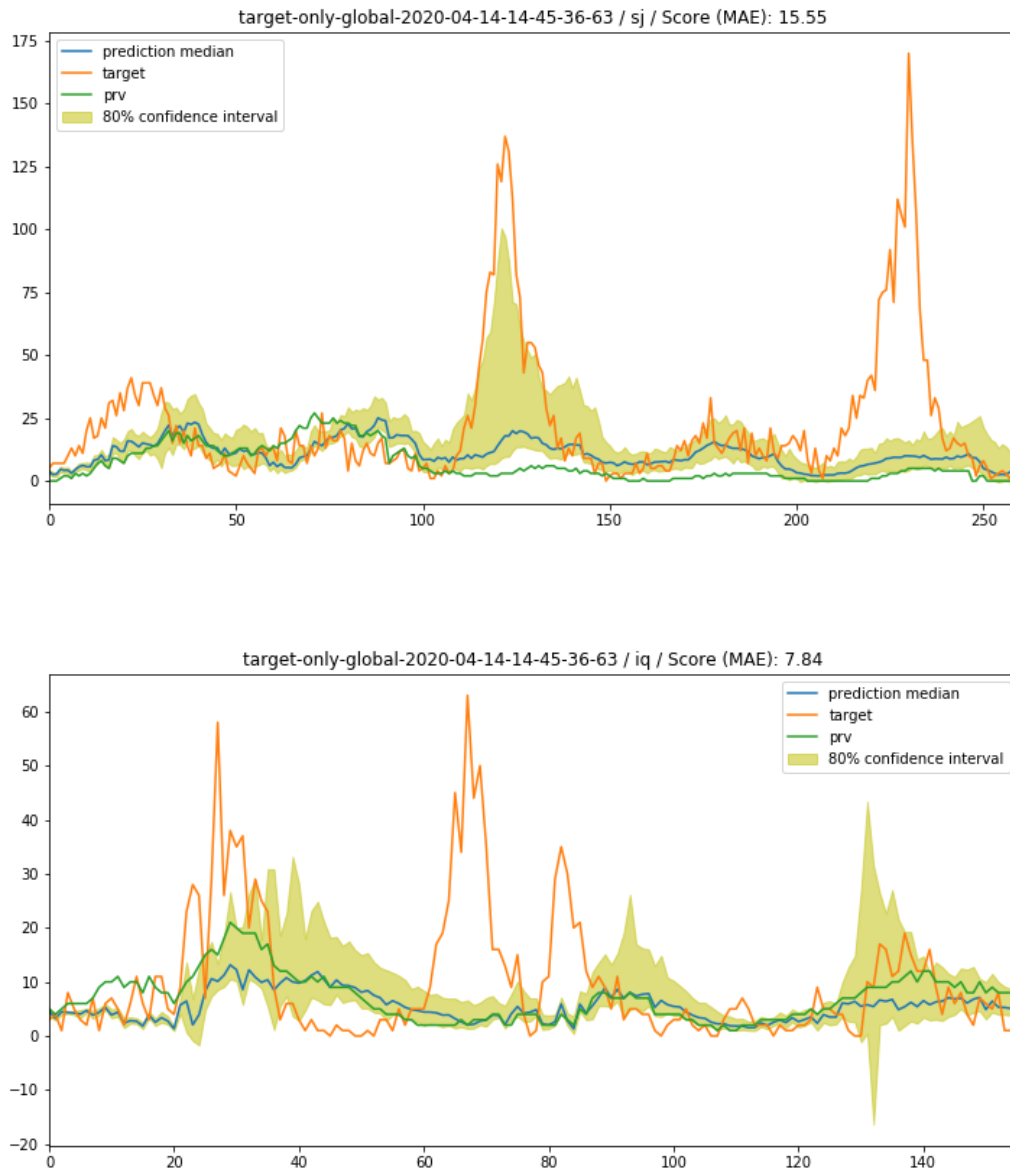 target-only-global-2020-04-14-14-45-36-63 / sj / Score (MAE): 15.55
prediction median
target
prv
80% confidence interval
175
150
125
100
75
50
25
0
0 50 100 150 200 250
target-only-global-2020-04-14-14-45-36-63 / iq / Score (MAE): 7.84
prediction median
target
prv
80% confidence interval
60
50
40
30
20
10
0
−10
−20
0 20 40 60 80 100 120 140